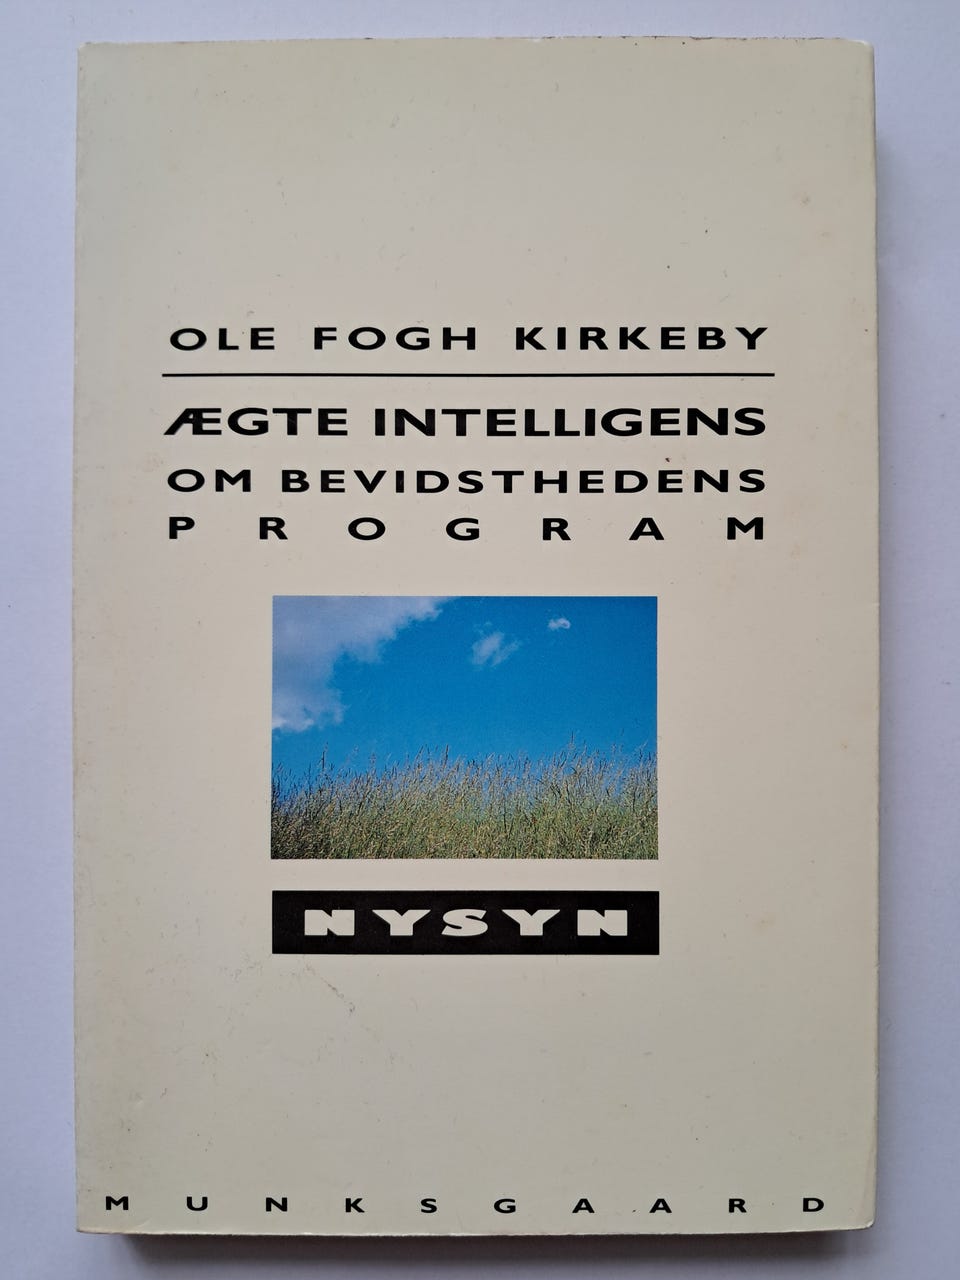 OLE FOGH KIRKEBY
ÆGTE INTELLIGENS
OM BEVIDSTHEDENS
PROGRAM
NYSYN
MUNKSGAARD